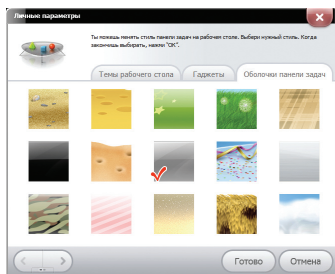 Личные параметры
Ты можешь менять стиль панели задач на рабочем столе. Выбери нужный стиль. Когда
закончишь выбирать, нажми "ОК".
Темы рабочего стола
Гаджеты
Оболочки панели задач
Готово
Отмена